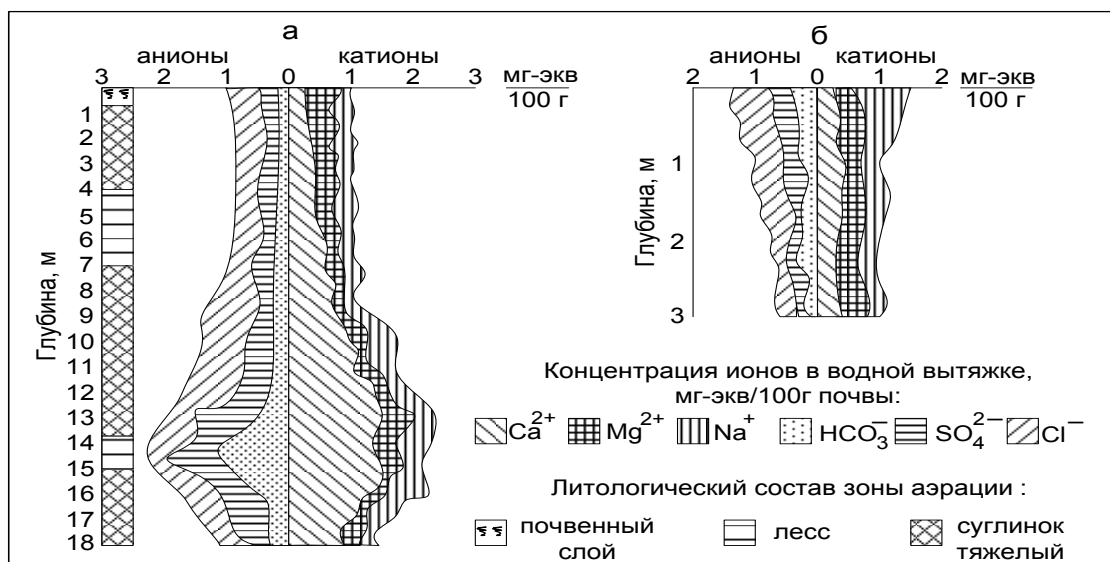 а
анионы катионы
3 2 1 0 1 2 3
мг-экв
100 г
Глубина, м
1
2
3
4
5
6
7
8
9
10
11
12
13
14
15
16
17
18
б
анионы катионы
2 1 0 1 2
мг-экв
100 г
Глубина, м
1
2
3
Концентрация ионов в водной вытяжке,
мг-экв/100г почвы:
Ca2+ Mg2+ Na+ HCO3− SO42− Cl−
Литологический состав зоны аэрации :
почвенный слой
лесс
суглинок тяжелый